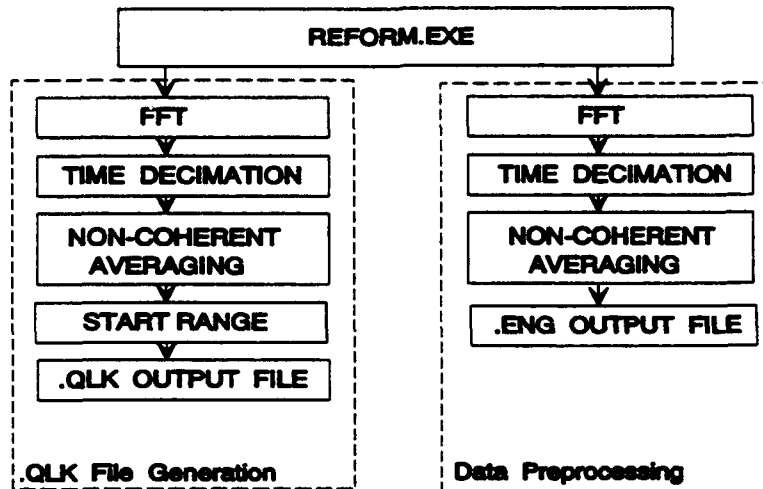 REFORM.EXE
FFT
TIME DECIMATION
NON-COHERENT
AVERAGING
START RANGE
.QLK OUTPUT FILE
.QLK File Generation
FFT
TIME DECIMATION
NON-COHERENT
AVERAGING
.ENG OUTPUT FILE
Data Preprocessing